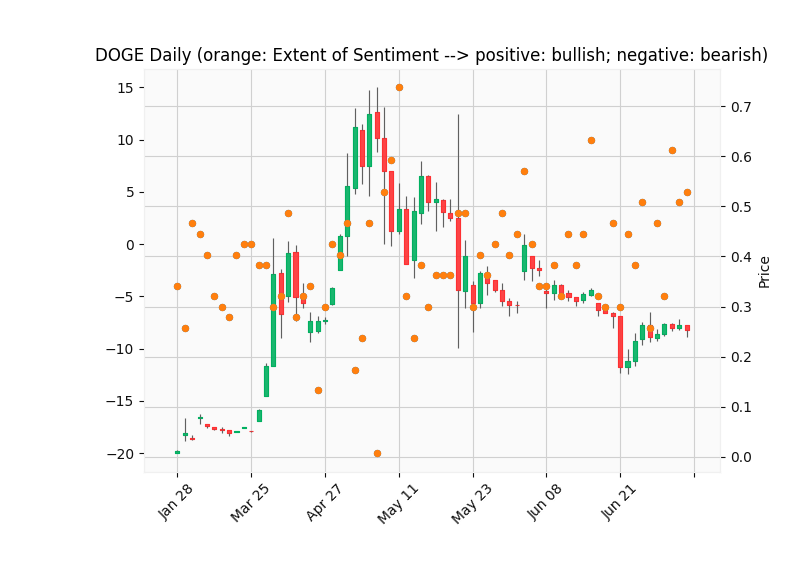 DOGE Daily (orange: Extent of Sentiment --> positive: bullish; negative: bearish)
15
10
5
0
−5
−10
−15
−20
0.7
0.6
0.5
0.4
0.3
0.2
0.1
0.0
Price
Jan 28
Mar 25
Apr 27
May 11
May 23
Jun 08
Jun 21